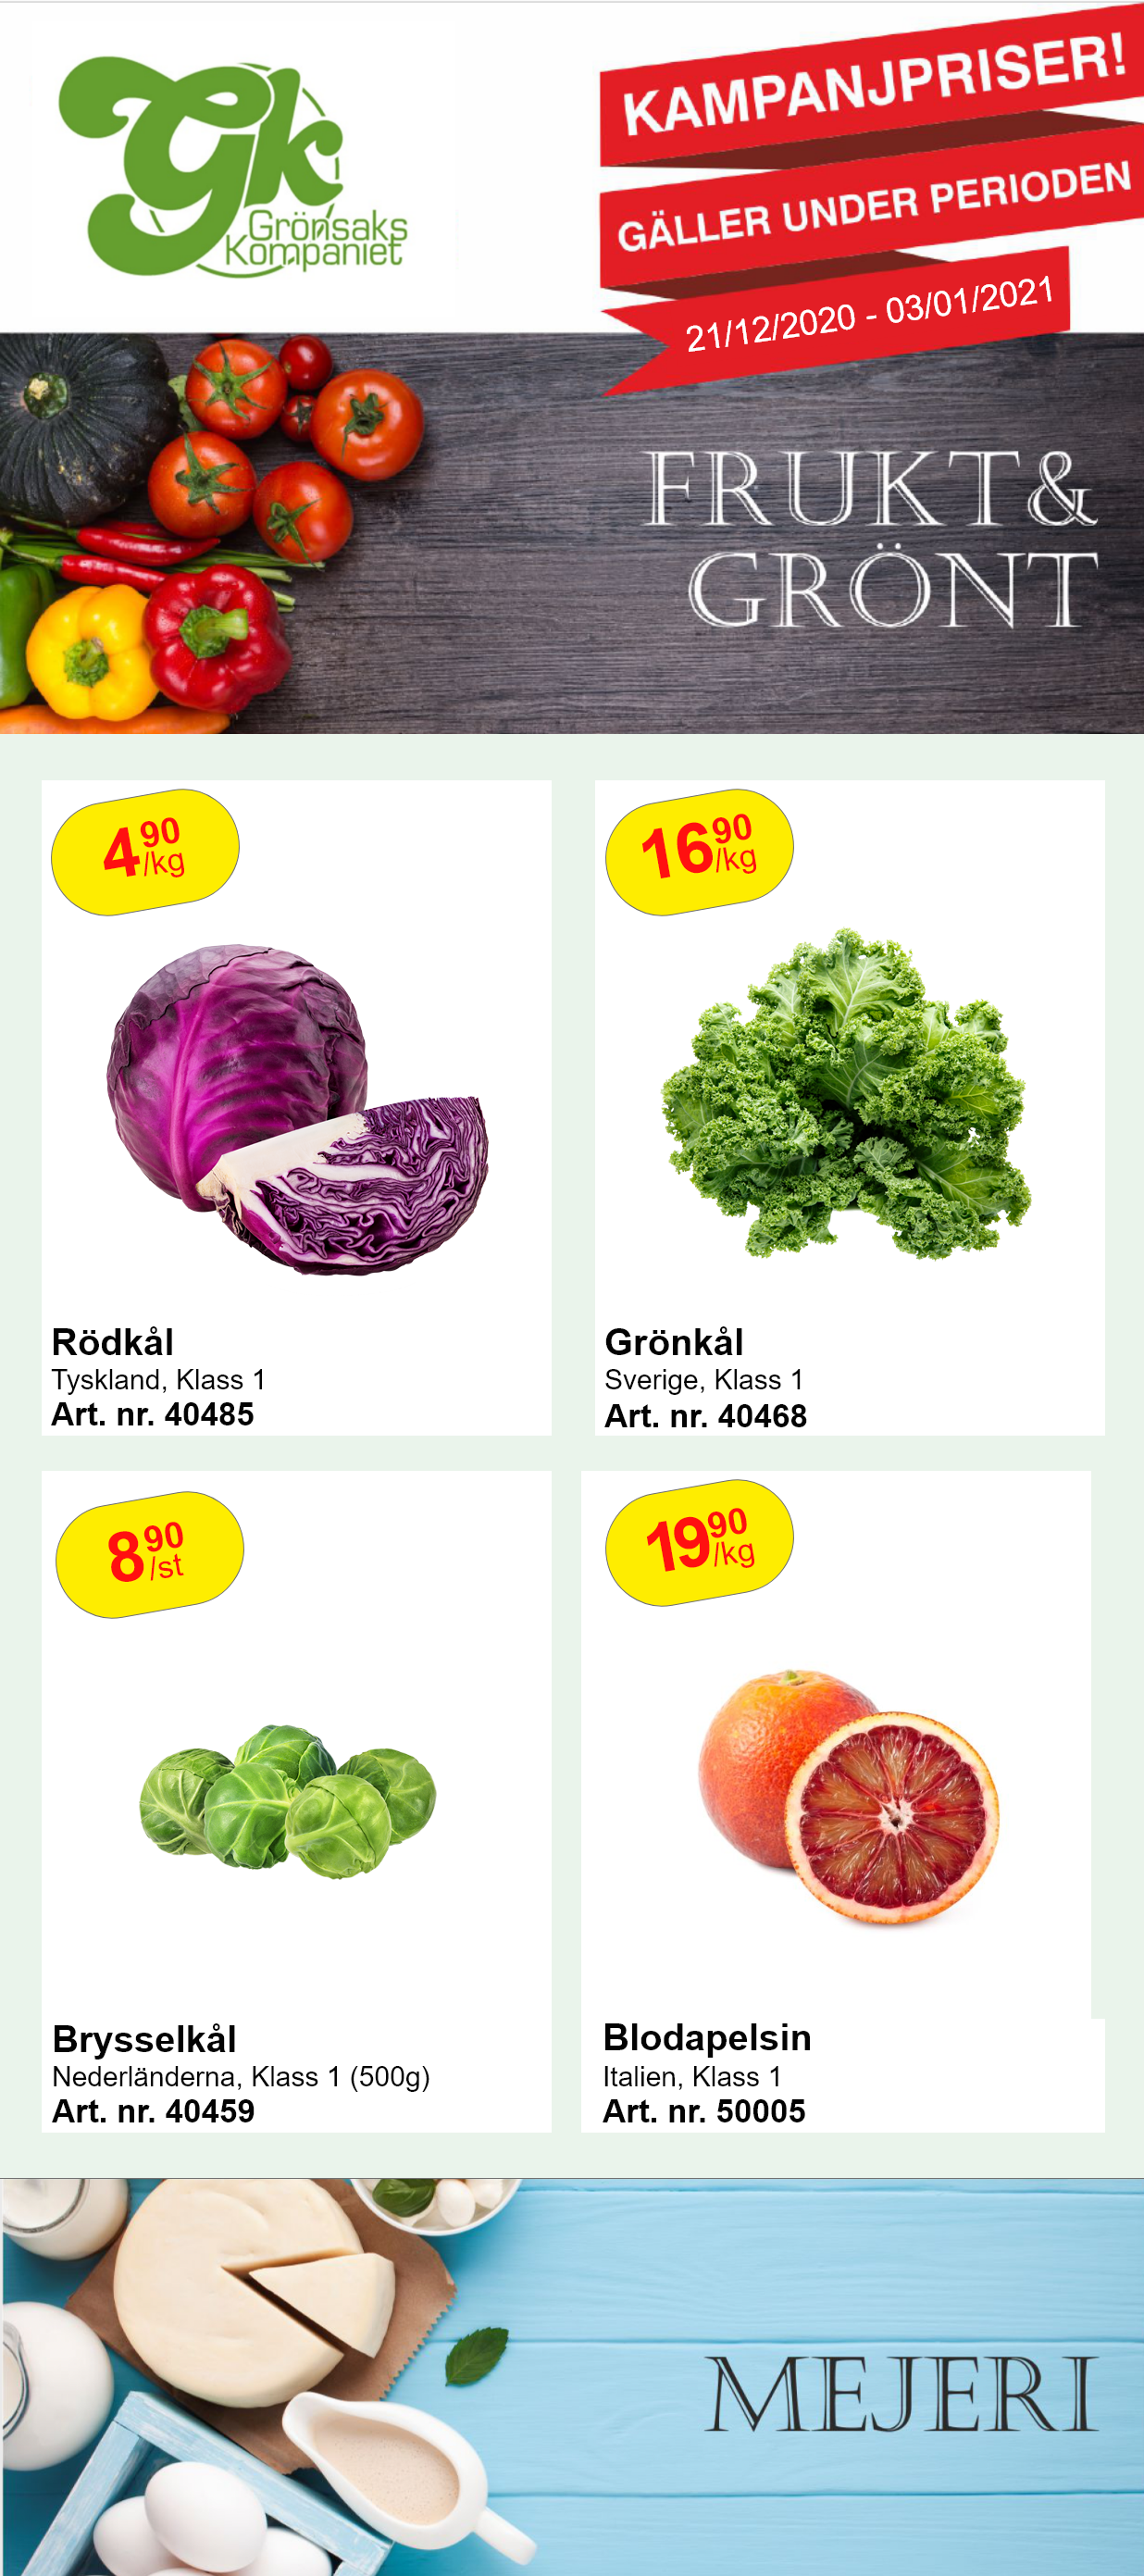 Gk
Grönsaks
Kompaniet
KAMPANJPRISER!
GÄLLER UNDER PERIODEN
21/12/2020 - 03/01/2021
FRUKT&
GRÖNT
4 90
/kg
16 90
/kg
Rödkål
Tyskland, Klass 1
Art. nr. 40485
Grönkål
Sverige, Klass 1
Art. nr. 40468
8 90
/st
19 90
/kg
Brysselkål
Nederländerna, Klass 1 (500g)
Art. nr. 40459
Blodapelsin
Italien, Klass 1
Art. nr. 50005
MEJERI